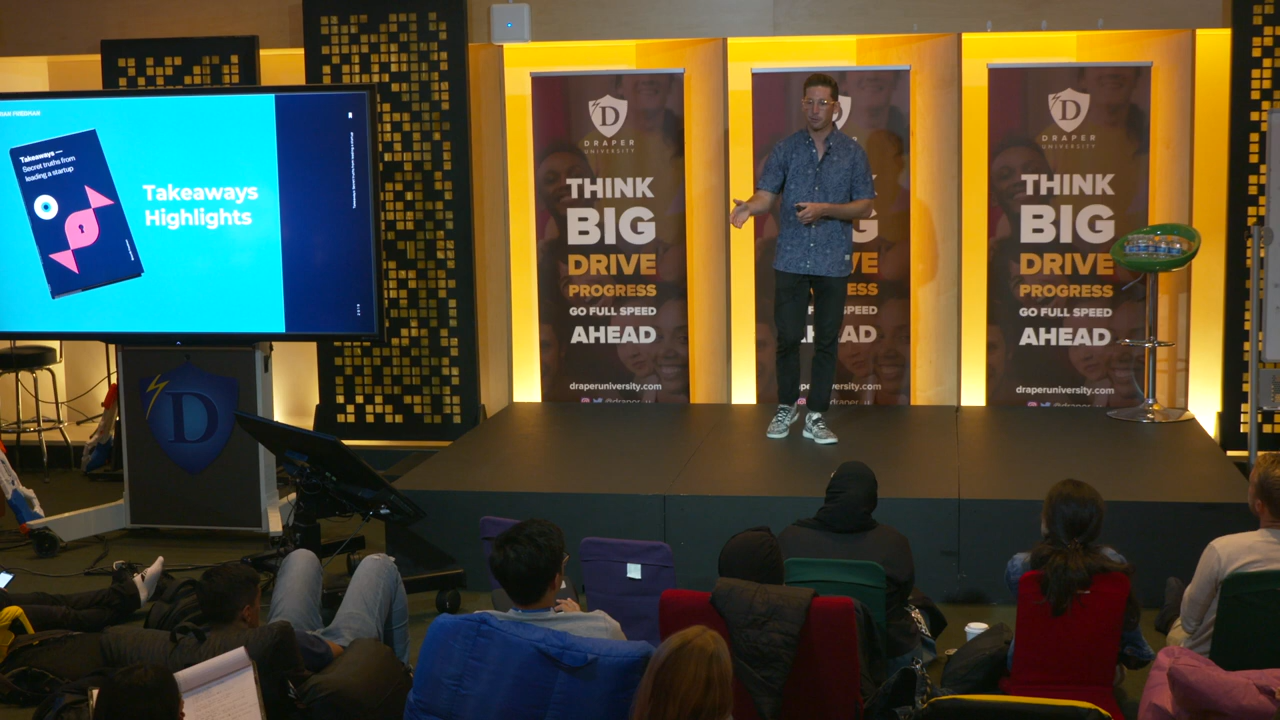 Takeaways —
Secret truths from
leading a startup
Takeaways
Highlights
D
D
DRAPER
UNIVERSITY
THINK
BIG
DRIVE
PROGRESS
GO FULL SPEED
AHEAD
draperuniversity.com
D
DRAPER
UNIVERSITY
THINK
BIG
DRIVE
PROGRESS
GO FULL SPEED
AHEAD
draperuniversity.com